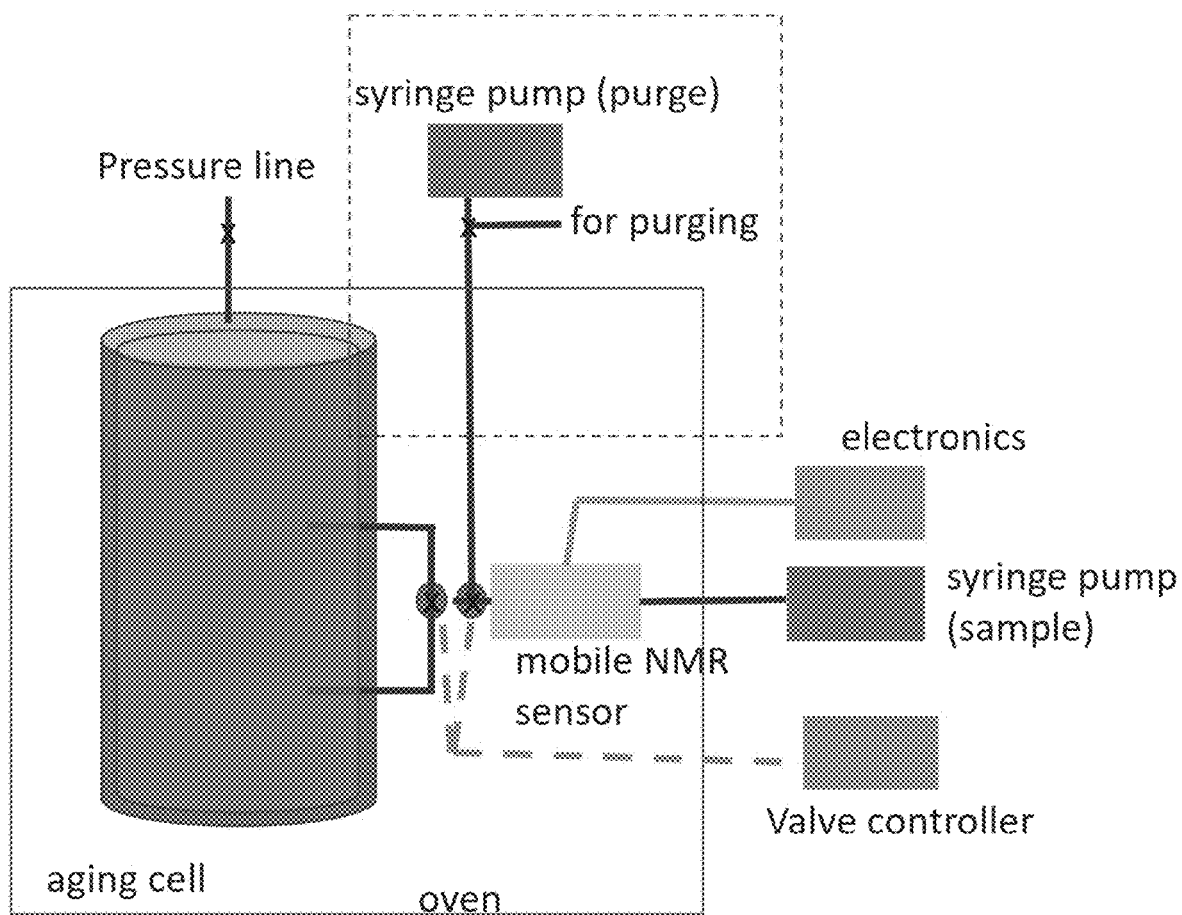 syringe pump (purge)
Pressure line
for purging
electronics
syringe pump
(sample)
mobile NMR
sensor
Valve controller
aging cell
oven